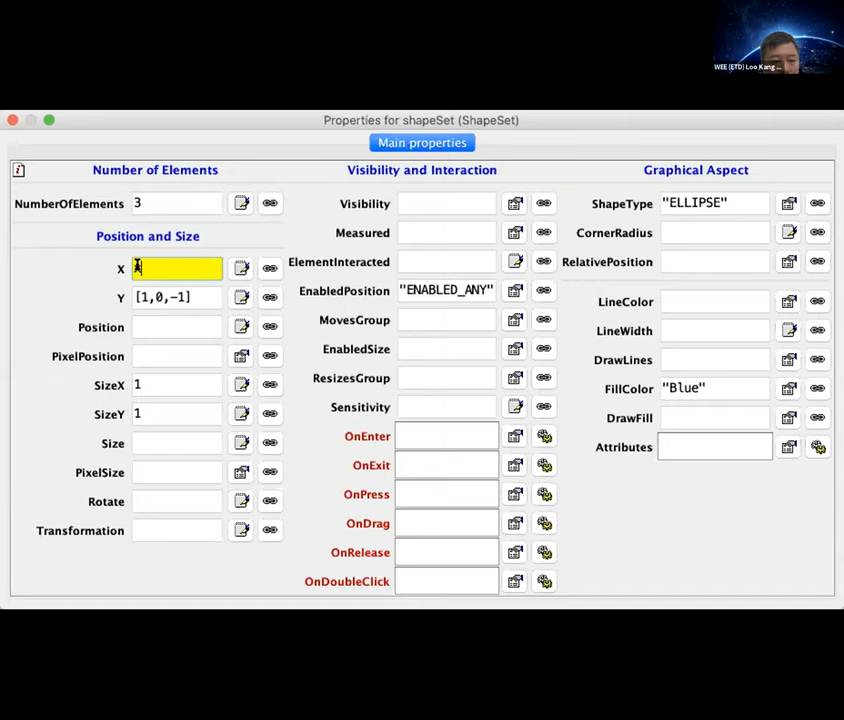 WEE (ETD) Loo Kang ...
Properties for shapeSet (ShapeSet)
Main properties
Number of Elements
NumberOfElements 3
Position and Size
X
Y [1,0,-1]
Position
PixelPosition
SizeX 1
SizeY 1
Size
PixelSize
Rotate
Transformation
Visibility and Interaction
Visibility
Measured
ElementInteracted
EnabledPosition "ENABLED_ANY"
MovesGroup
EnabledSize
ResizesGroup
Sensitivity
OnEnter
OnExit
OnPress
OnDrag
OnRelease
OnDoubleClick
Graphical Aspect
ShapeType "ELLIPSE"
CornerRadius
RelativePosition
LineColor
LineWidth
DrawLines
FillColor "Blue"
DrawFill
Attributes